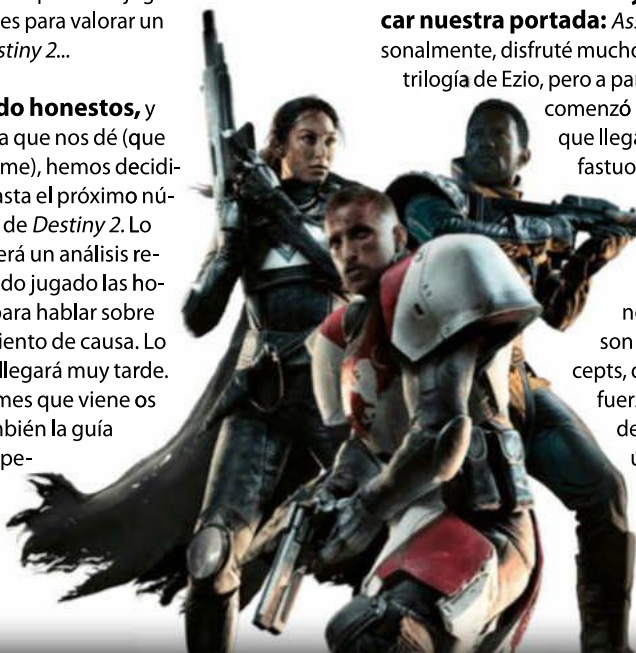 es para valorar un
stiny 2...
do honestos, y
a que nos dé (que
me), hemos decidi-
asta el próximo nú-
de Destiny 2. Lo
erá un análisis re-
do jugado las ho-
para hablar sobre
iento de causa. Lo
llegará muy tarde.
mes que viene os
mbién la guía
pe-
car nuestra portada: As
sonalmente, disfruté mucho
trilogía de Ezio, pero a par
comenzó
que llega
fastuo
n
son
cepts, c
fuer
de